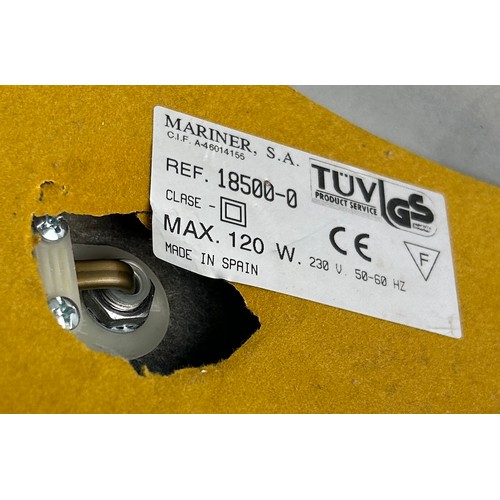 MARINER, S.A.
C.I.F. A-46014155
REF. 18500-0
CLASE -
MAX. 120 W. 230 V. 50-60 HZ
MADE IN SPAIN
TÜV
PRODUCT SERVICE
GS
CE
F